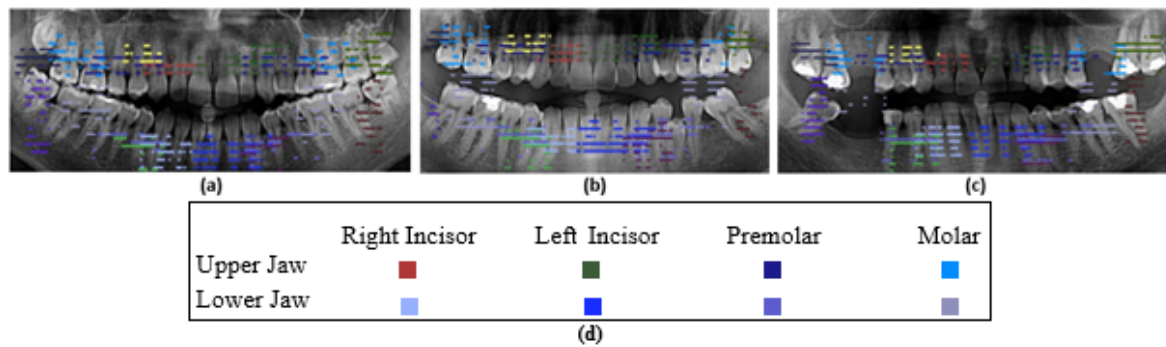 (a) (b) (c)
Right Incisor Left Incisor Premolar Molar
Upper Jaw
Lower Jaw
(d)